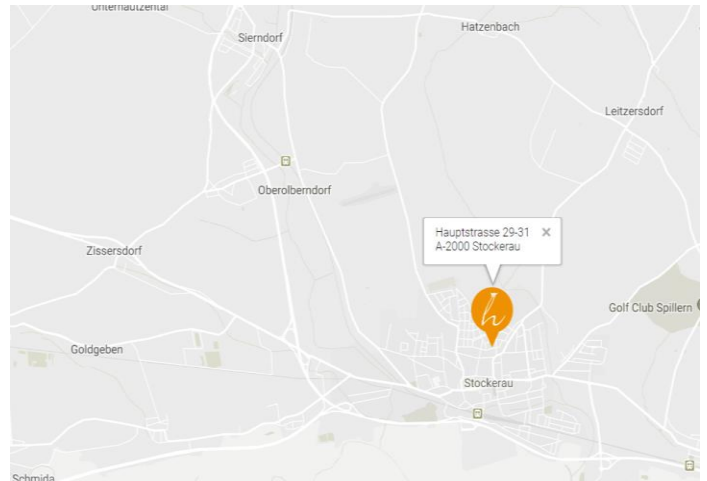 Unternautzental
Sierndorf
Hatzenbach
Leitzersdorf
Oberolberndorf
Hauptstrasse 29-31
A-2000 Stockerau
Zissersdorf
h
Golf Club Spillern
Goldgeben
Stockerau
Schmida